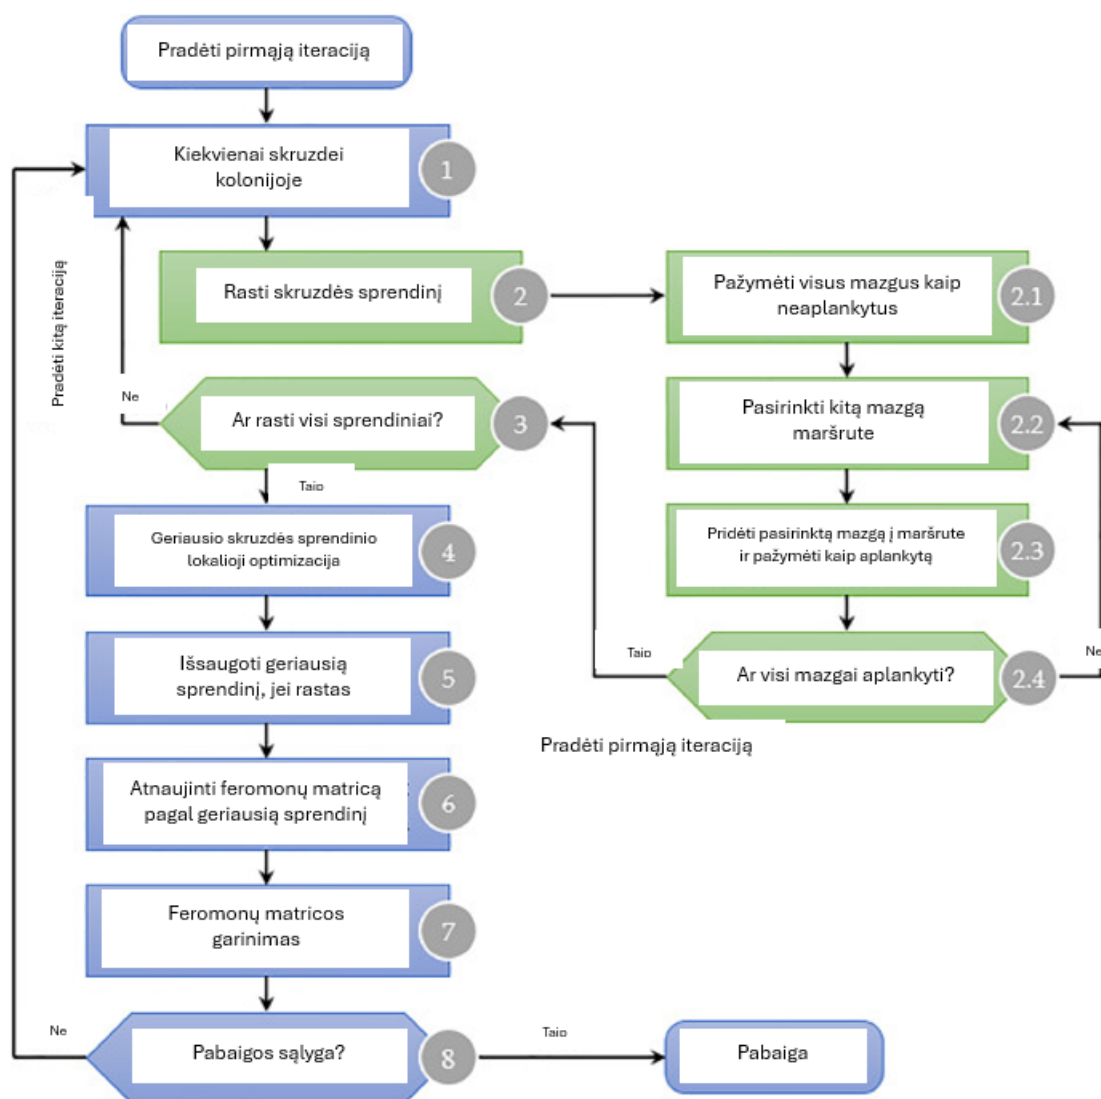 Pradėti pirmąją iteraciją
Kiekvienai skruzdei
kolonijoje
1
Rasti skruzdės sprendinį
2
Pažymėti visus mazgus kaip
neaplankytus
2.1
Pradėti kitą iteraciją
Ne
Ar rasti visi sprendiniai?
3
Pasirinkti kitą mazgą
maršrute
2.2
Taip
Geriausio skruzdės sprendinio
lokalioji optimizacija
4
Pridėti pasirinktą mazgą į maršrute
ir pažymėti kaip aplankytą
2.3
Išsaugoti geriausią
sprendinį, jei rastas
5
Taip
Ar visi mazgai aplankyti?
2.4
Ne
Pradėti pirmąją iteraciją
Atnaujinti feromonų matricą
pagal geriausią sprendinį
6
Feromonų matricos
garinimas
7
Ne
Pabaigos sąlyga?
8
Taip
Pabaiga